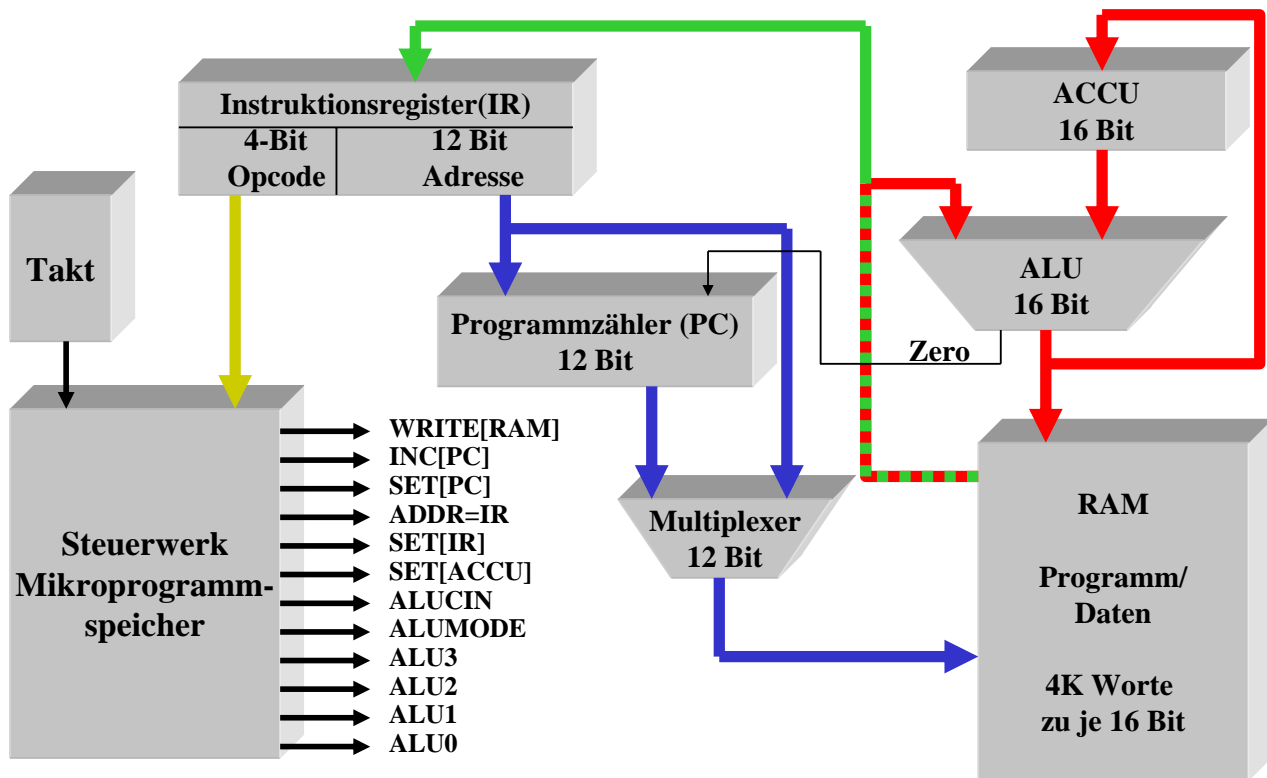 Instruktionsregister(IR)
4-Bit
Opcode
12 Bit
Adresse
ACCU
16 Bit
Takt
ALU
16 Bit
Programmzähler (PC)
12 Bit
Zero
Steuerwerk
Mikroprogramm-
speicher
WRITE[RAM]
INC[PC]
SET[PC]
ADDR=IR
SET[IR]
SET[ACCU]
ALUCIN
ALUMODE
ALU3
ALU2
ALU1
ALU0
Multiplexer
12 Bit
RAM
Programm/
Daten
4K Worte
zu je 16 Bit